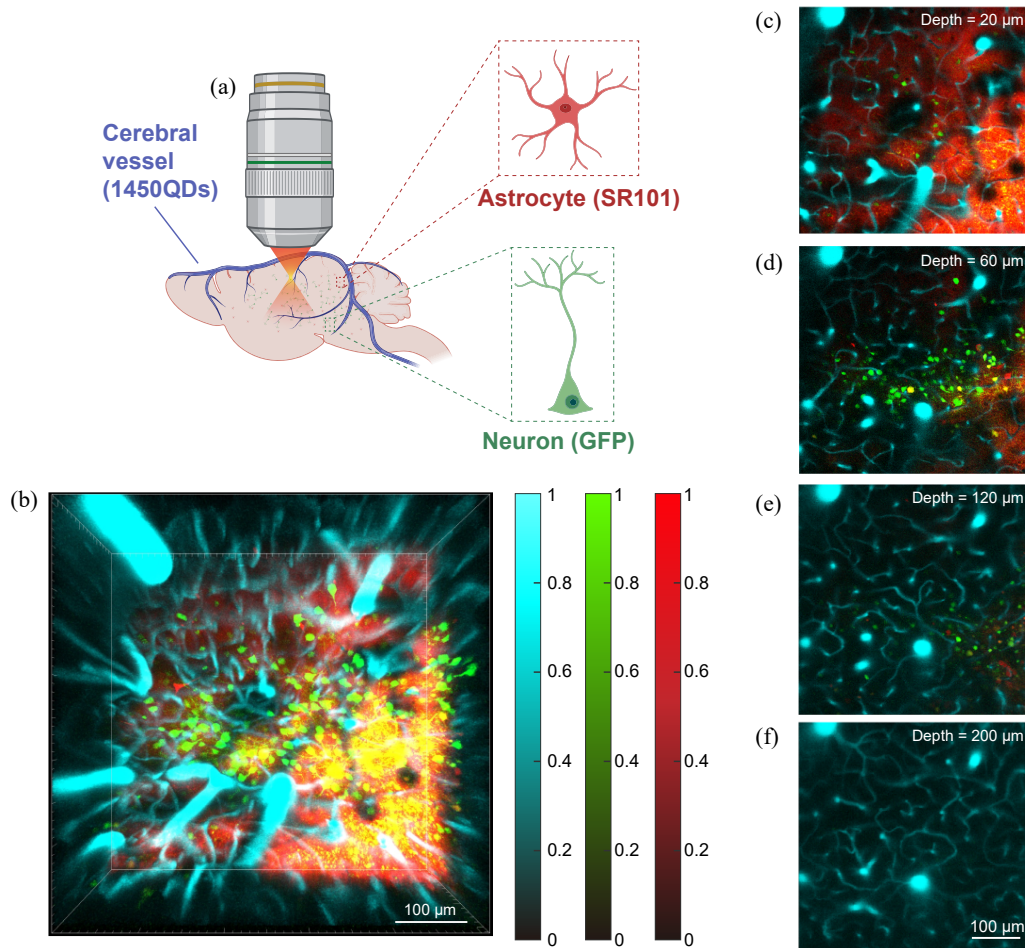 (a)
Cerebral
vessel
(1450QDs)
Astrocyte (SR101)
Neuron (GFP)
(b)
1
0.8
0.6
0.4
0.2
0
1
0.8
0.6
0.4
0.2
0
1
0.8
0.6
0.4
0.2
0
100 µm
(c)
Depth = 20 µm
(d)
Depth = 60 µm
(e)
Depth = 120 µm
(f)
Depth = 200 µm
100 µm